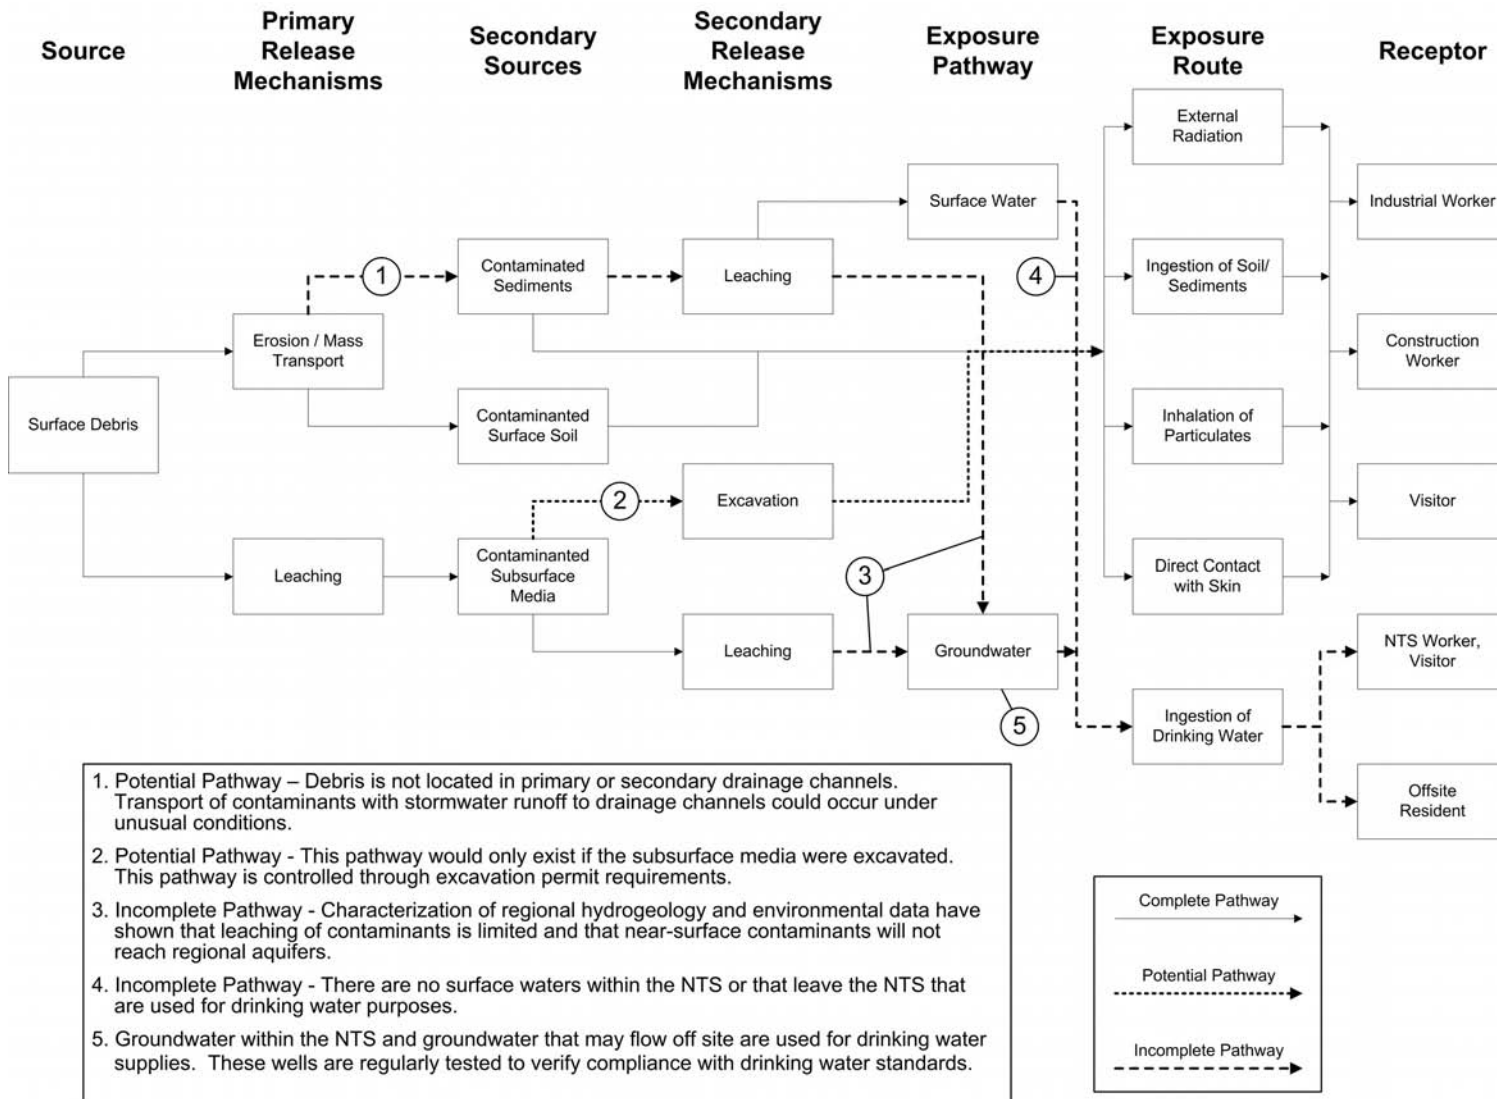 Source
Primary
Release
Mechanisms
Secondary
Sources
Secondary
Release
Mechanisms
Exposure
Pathway
Exposure
Route
Receptor
External
Radiation
Surface Water
Industrial Worker
1
Contaminated
Sediments
Leaching
4
Ingestion of Soil/
Sediments
Erosion / Mass
Transport
Construction
Worker
Surface Debris
Contaminanted
Surface Soil
Inhalation of
Particulates
2
Excavation
Visitor
Leaching
Contaminanted
Subsurface
Media
3
Direct Contact
with Skin
Leaching
Groundwater
NTS Worker,
Visitor
5
Ingestion of
Drinking Water
Offsite
Resident
1. Potential Pathway – Debris is not located in primary or secondary drainage channels.
Transport of contaminants with stormwater runoff to drainage channels could occur under
unusual conditions.
2. Potential Pathway - This pathway would only exist if the subsurface media were excavated.
This pathway is controlled through excavation permit requirements.
3. Incomplete Pathway - Characterization of regional hydrogeology and environmental data have
shown that leaching of contaminants is limited and that near-surface contaminants will not
reach regional aquifers.
4. Incomplete Pathway - There are no surface waters within the NTS or that leave the NTS that
are used for drinking water purposes.
5. Groundwater within the NTS and groundwater that may flow off site are used for drinking water
supplies. These wells are regularly tested to verify compliance with drinking water standards.
Complete Pathway
Potential Pathway
Incomplete Pathway